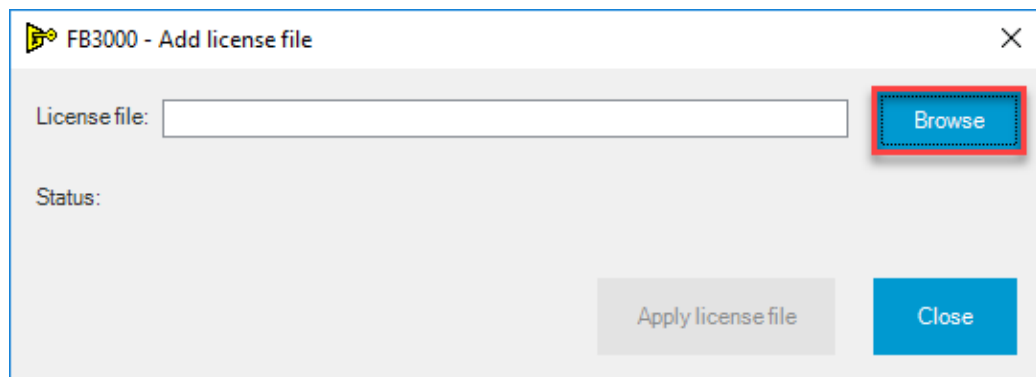 FB3000 - Add license file
License file:
Browse
Status:
Apply license file
Close